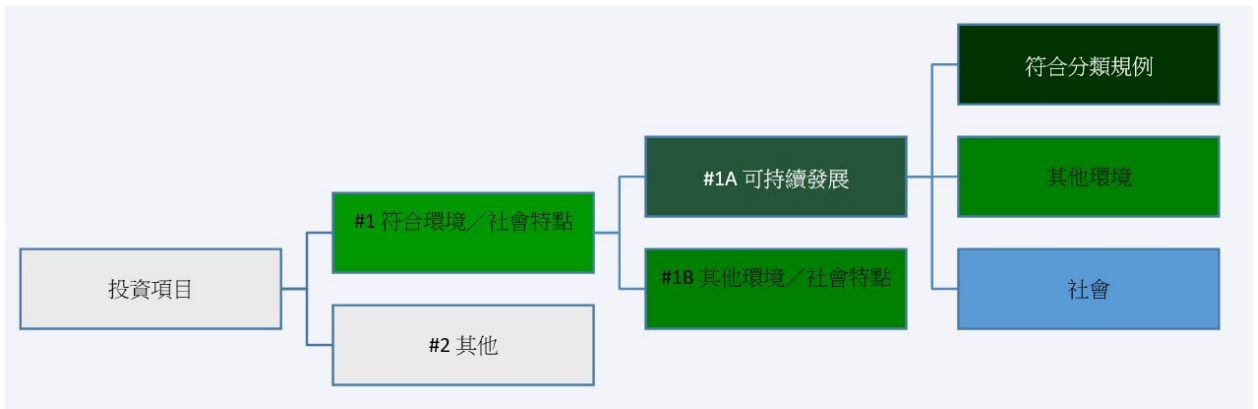 投資項目
#1 符合環境／社會特點
#2 其他
#1A 可持續發展
#1B 其他環境／社會特點
符合分類規例
其他環境
社會